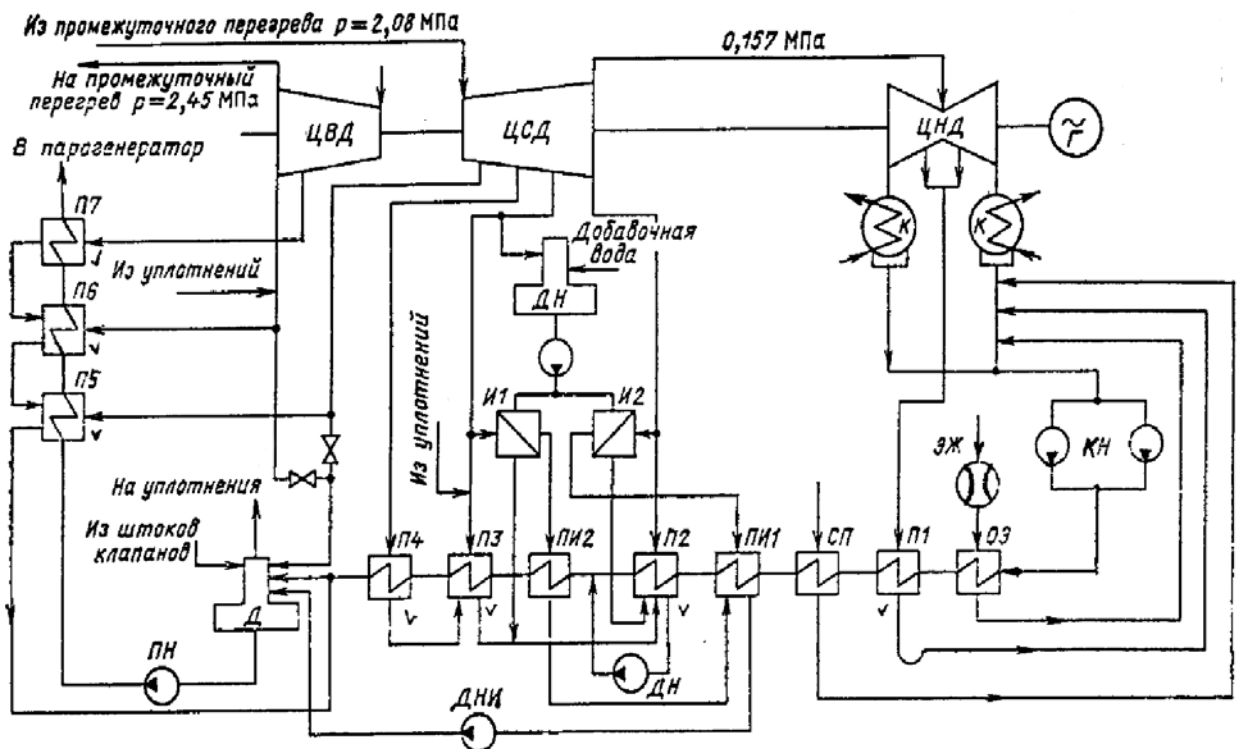 Из промежуточного перегрева р=2,08 МПа
0,157 МПа
На промежуточный
перегрев р=2,45 МПа
ЦВД
ЦСД
ЦНД
Г
В парогенератор
П7
К
К
Добавочная
вода
Из уплотнений
ДН
П6
Из уплотнений
П5
И1
И2
ЭЖ
КН
На уплотнения
Из штоков
клапанов
П4
П3
ПИ2
П2
ПИ1
СП
П1
ОЭ
Д
ПН
ДН
ДНИ